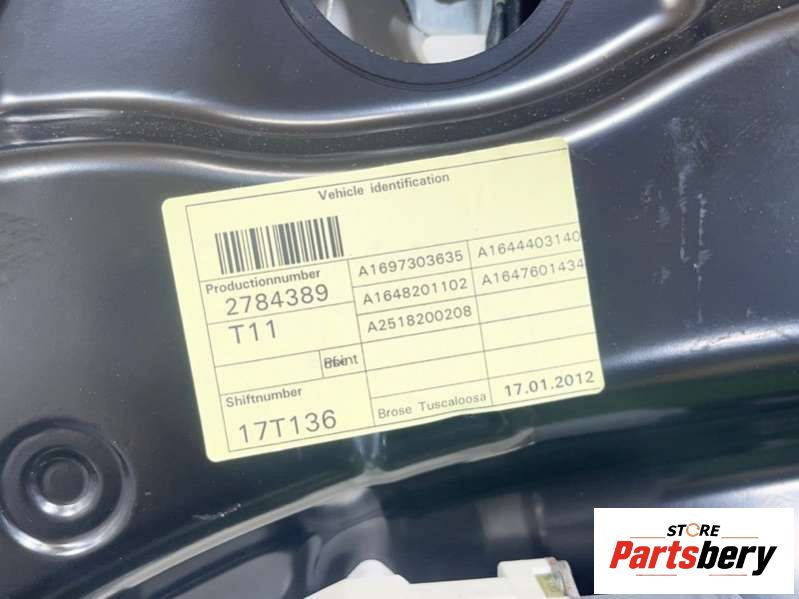 Vehicle identification
Productionnumber
2784389
T11
A1697303635 A1644403140
A1648201102 A1647601434
A2518200208
Shiftnumber
17T136
Brose Tuscaloosa 17.01.2012
STORE
Partsbery